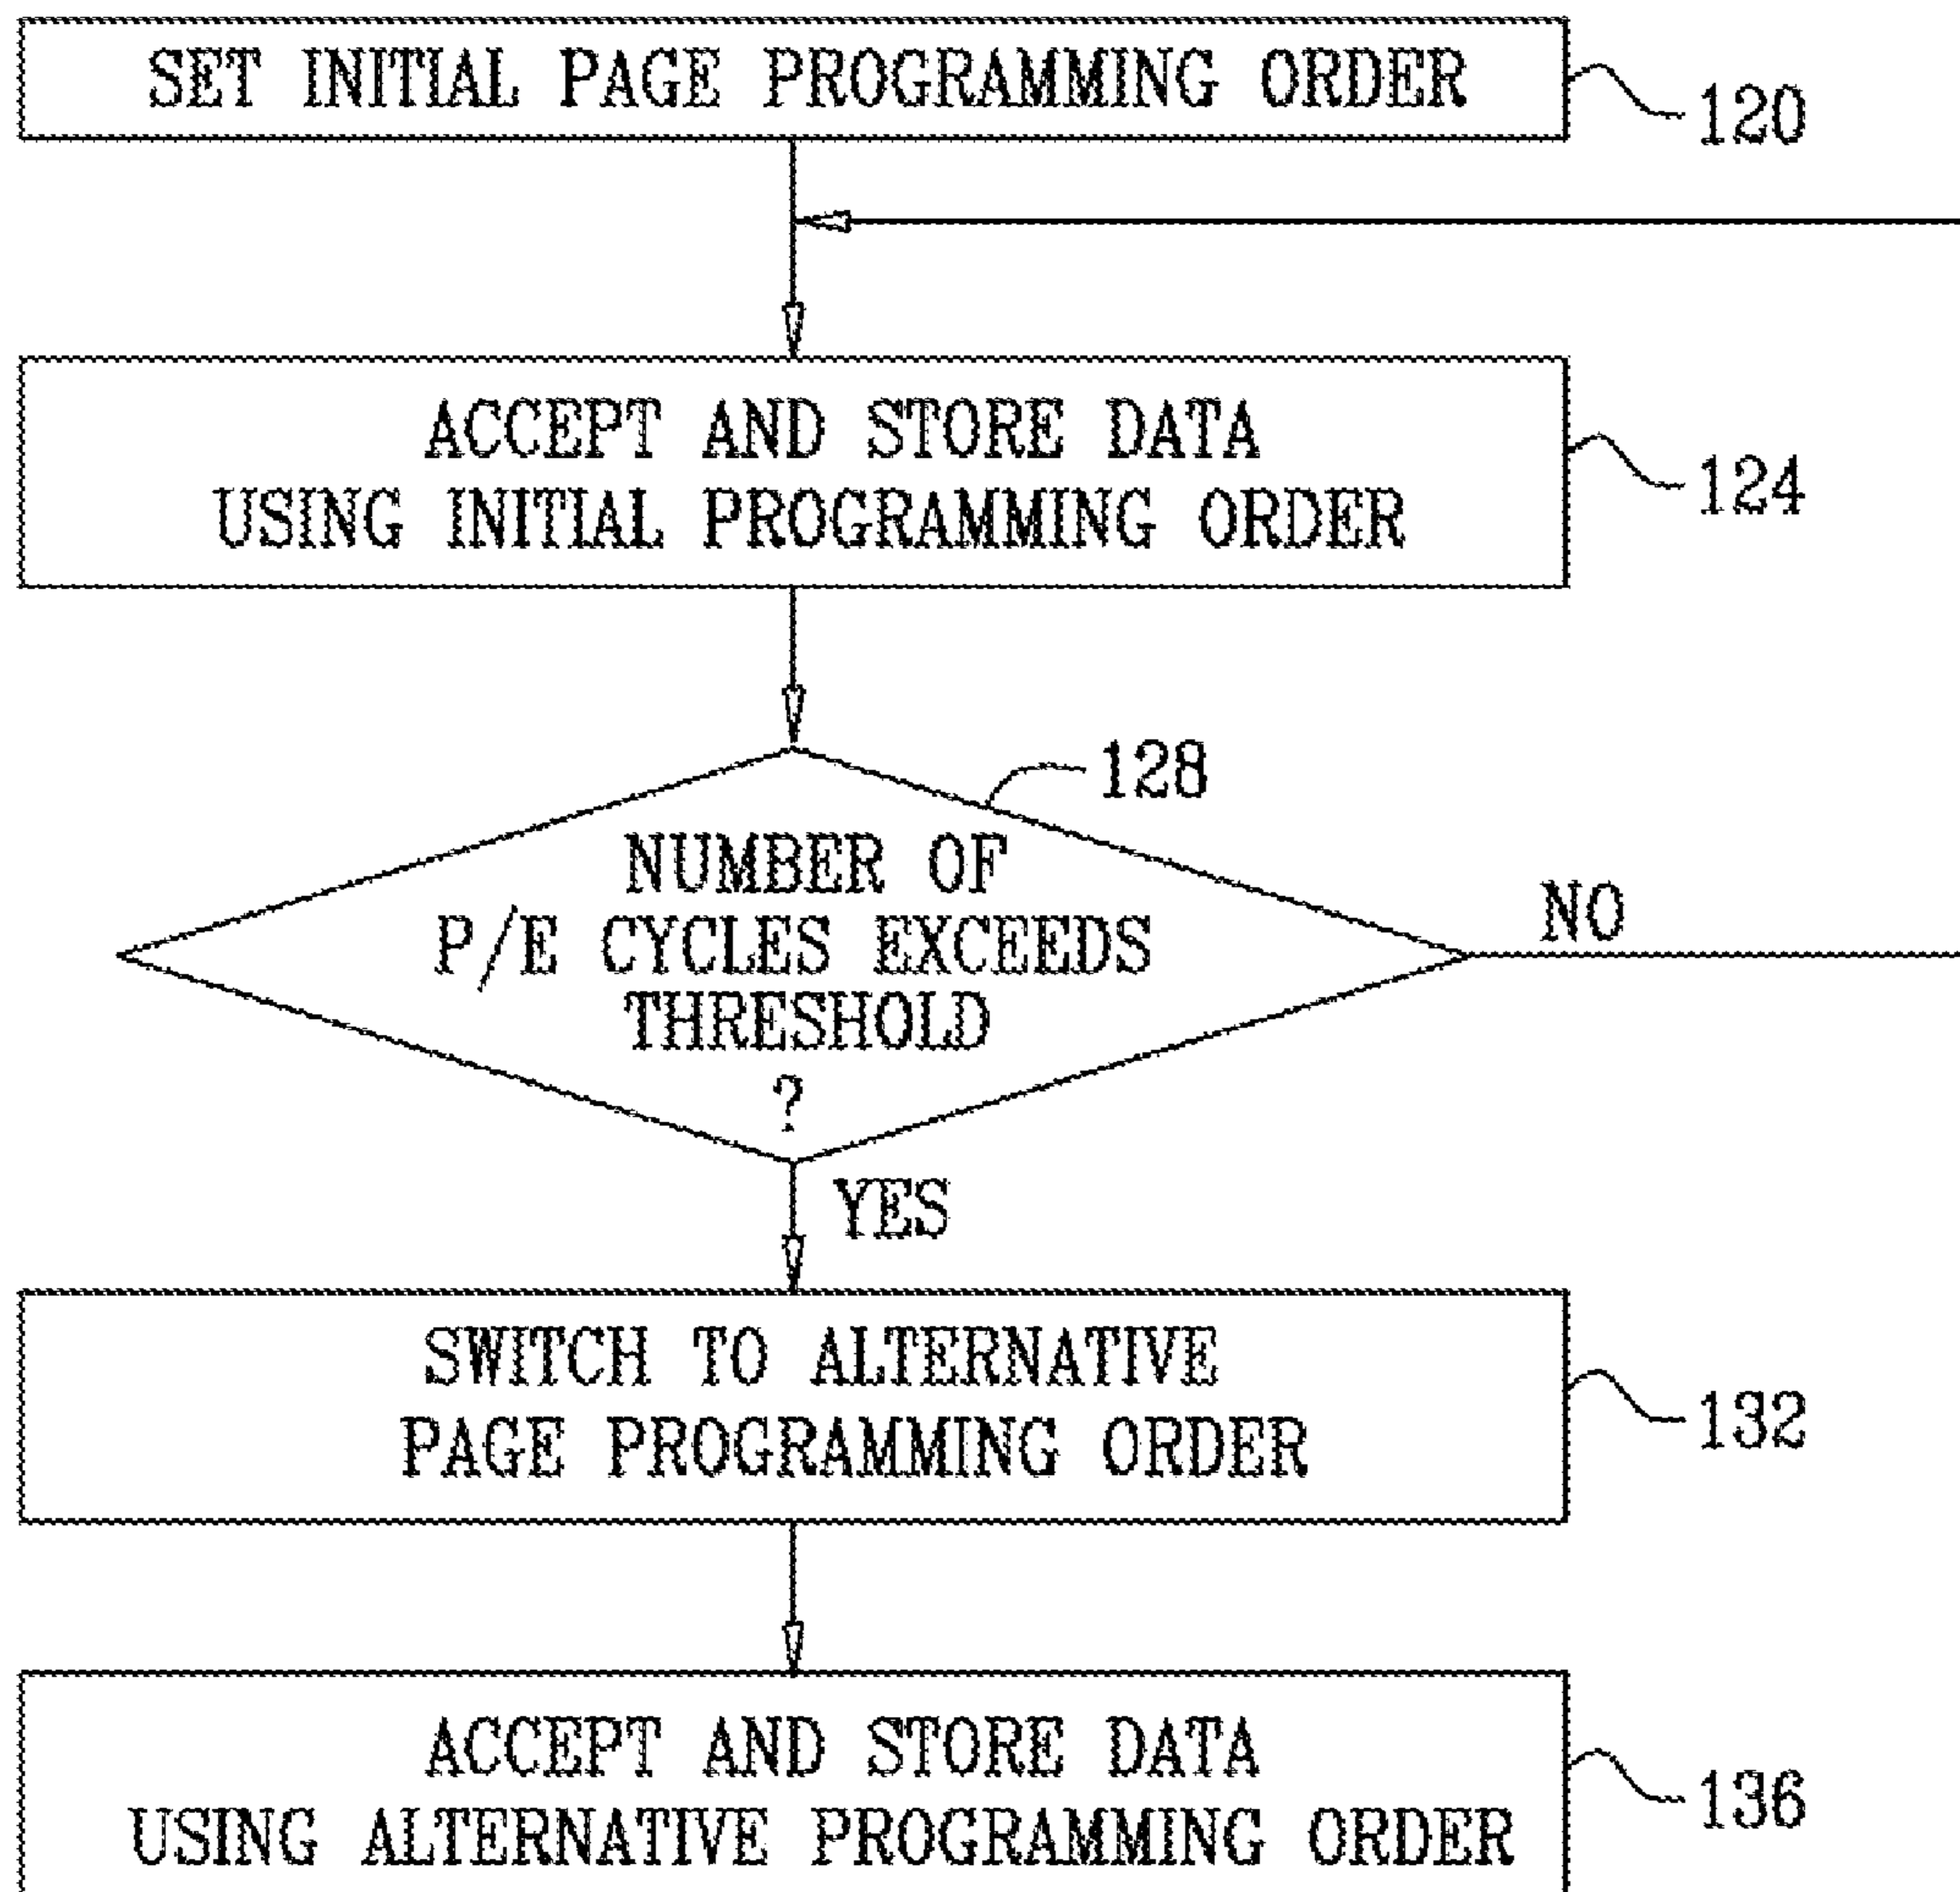 SET INITIAL PAGE PROGRAMMING ORDER
120
ACCEPT AND STORE DATA
USING INITIAL PROGRAMMING ORDER
124
128
NUMBER OF
P/E CYCLES EXCEEDS
THRESHOLD
?
NO
YES
SWITCH TO ALTERNATIVE
PAGE PROGRAMMING ORDER
132
ACCEPT AND STORE DATA
USING ALTERNATIVE PROGRAMMING ORDER
136